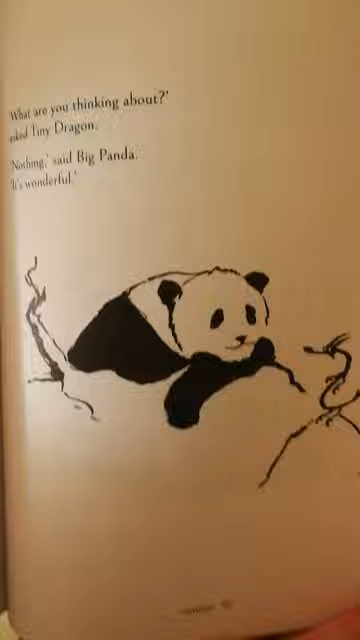 'What are you thinking about?'
asked Tiny Dragon.
'Nothing,' said Big Panda.
'It's wonderful.'